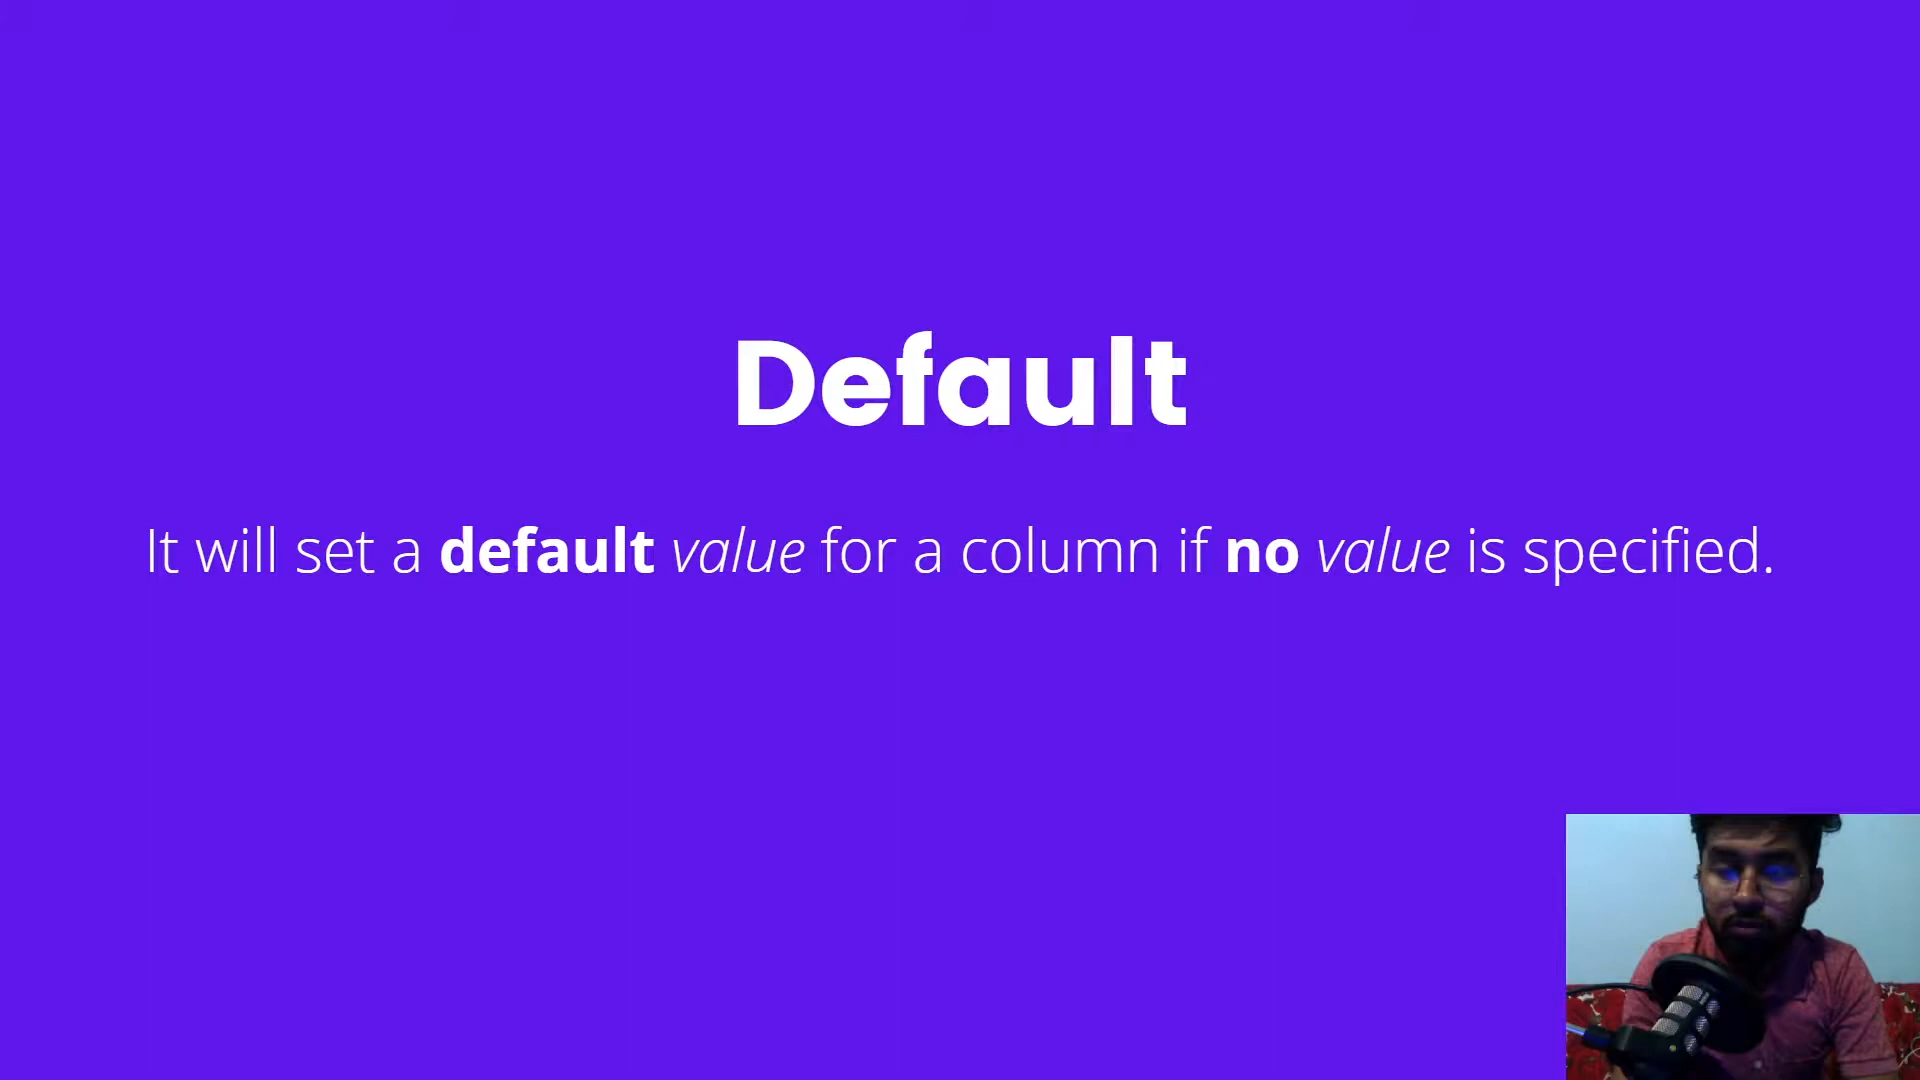 Default
It will set a default value for a column if no value is specified.